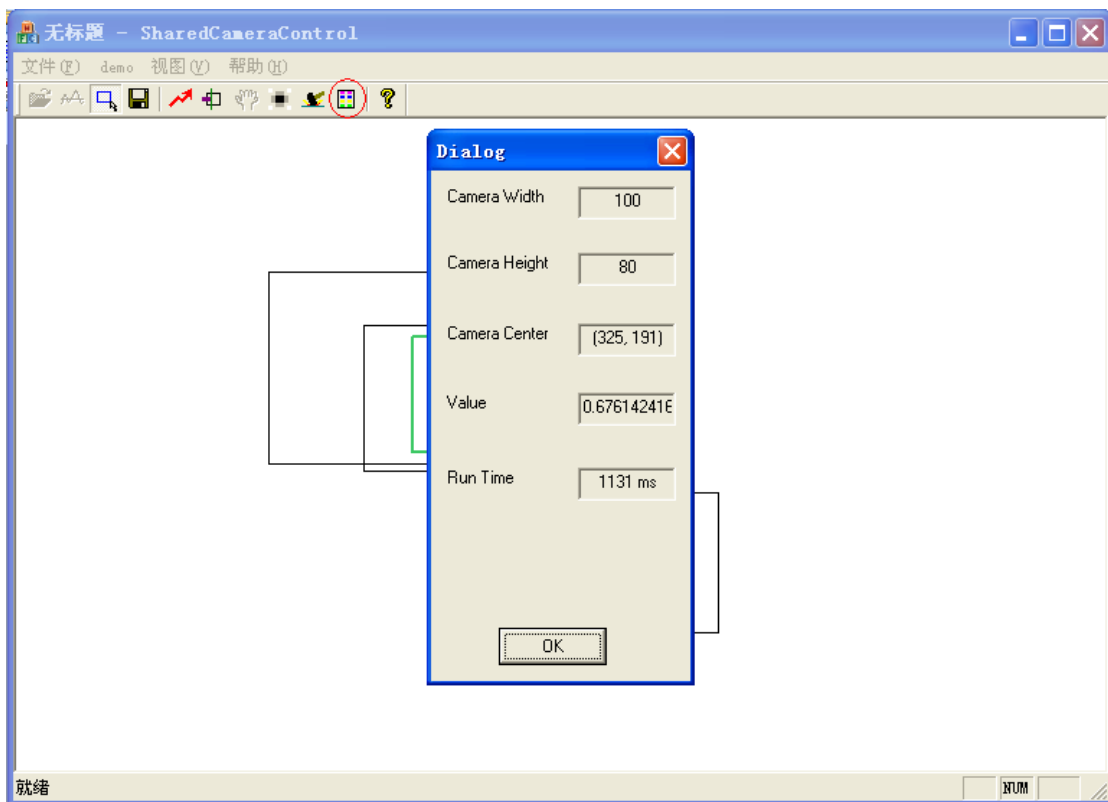 无标题 - SharedCameraControl
文件(F) demo 视图(V) 帮助(H)
Dialog
Camera Width 100
Camera Height 80
Camera Center (325, 191)
Value 0.676142416
Run Time 1131 ms
OK
就绪 NUM